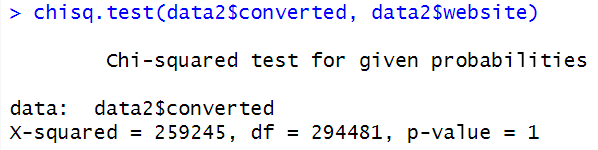 > chisq.test(data2$converted, data2$website)
Chi-squared test for given probabilities
data:  data2$converted
X-squared = 259245, df = 294481, p-value = 1